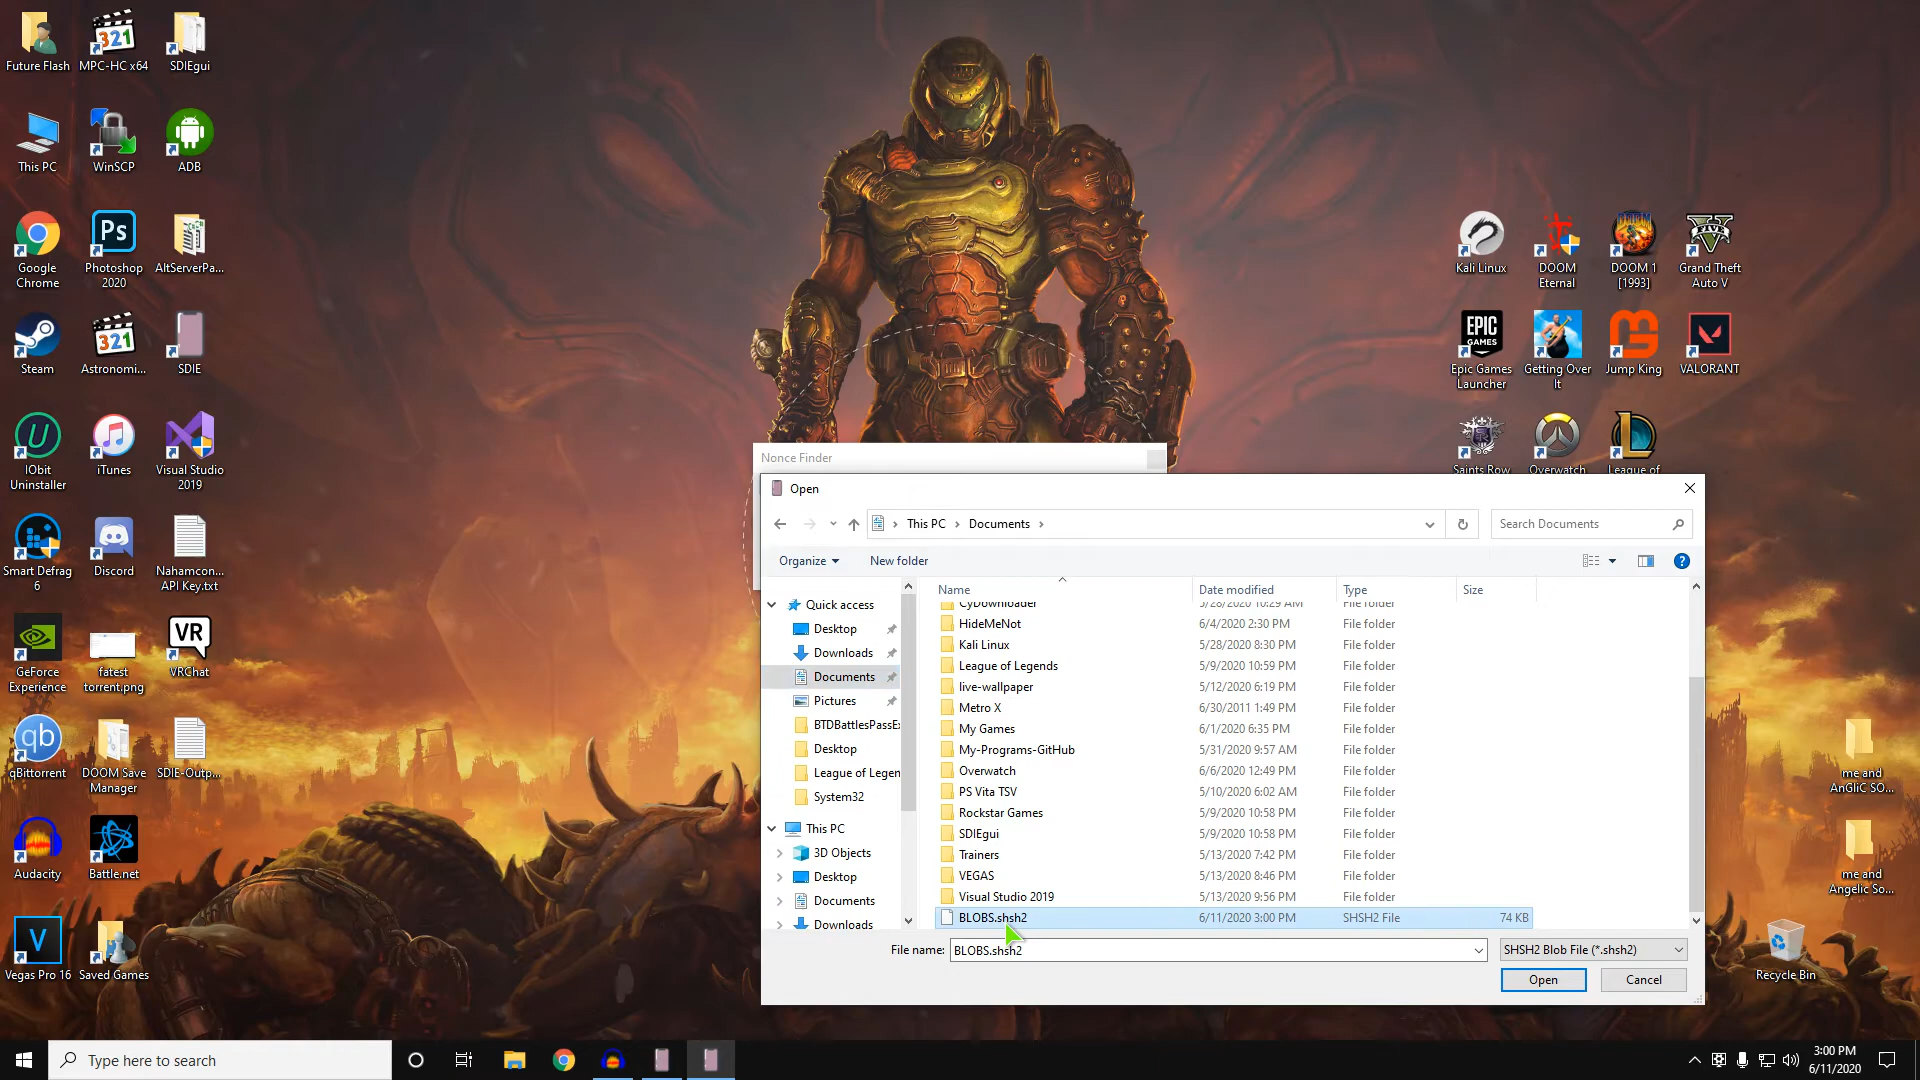 Future Flash
MPC-HC x64
SDIEgui
This PC
WinSCP
ADB
Google
Chrome
Ps
Photoshop
2020
AltServerPa...
Steam
Astronomi...
SDIE
IObit
Uninstaller
iTunes
Visual Studio
2019
Smart Defrag
6
Discord
Nahamcon...
API Key.txt
GeForce
Experience
fatest
torrent.png
VR
VRChat
qb
qBittorrent
DOOM Save
Manager
SDIE-Outp...
Audacity
Battle.net
V
Vegas Pro 16
Saved Games
Kali Linux
DOOM
Eternal
DOOM 1
[1993]
Grand Theft
Auto V
EPIC
GAMES
Epic Games
Launcher
Getting Over
It
Jump King
VALORANT
Saints Row
Overwatch
League of
me and
AnGliC SO...
me and
Angelic So...
Recycle Bin
Nonce Finder
Open
This PC
Documents
Search Documents
Organize
New folder
Quick access
Desktop
Downloads
Documents
Pictures
BTDBattlesPassEx
Desktop
League of Legen
System32
This PC
3D Objects
Desktop
Documents
Downloads
Name Date modified Type Size
CyDownloader 5/28/2020 10:29 AM File folder
HideMeNot 6/4/2020 2:30 PM File folder
Kali Linux 5/28/2020 8:30 PM File folder
League of Legends 5/9/2020 10:59 PM File folder
live-wallpaper 5/12/2020 6:19 PM File folder
Metro X 6/30/2011 1:49 PM File folder
My Games 6/1/2020 6:35 PM File folder
My-Programs-GitHub 5/31/2020 9:57 AM File folder
Overwatch 6/6/2020 12:49 PM File folder
PS Vita TSV 5/10/2020 6:02 AM File folder
Rockstar Games 5/9/2020 10:58 PM File folder
SDIEgui 5/9/2020 10:58 PM File folder
Trainers 5/13/2020 7:42 PM File folder
VEGAS 5/13/2020 8:46 PM File folder
Visual Studio 2019 5/13/2020 9:56 PM File folder
BLOBS.shsh2 6/11/2020 3:00 PM SHSH2 File 74 KB
File name: BLOBS.shsh2
SHSH2 Blob File (*.shsh2)
Open
Cancel
Type here to search
3:00 PM
6/11/2020